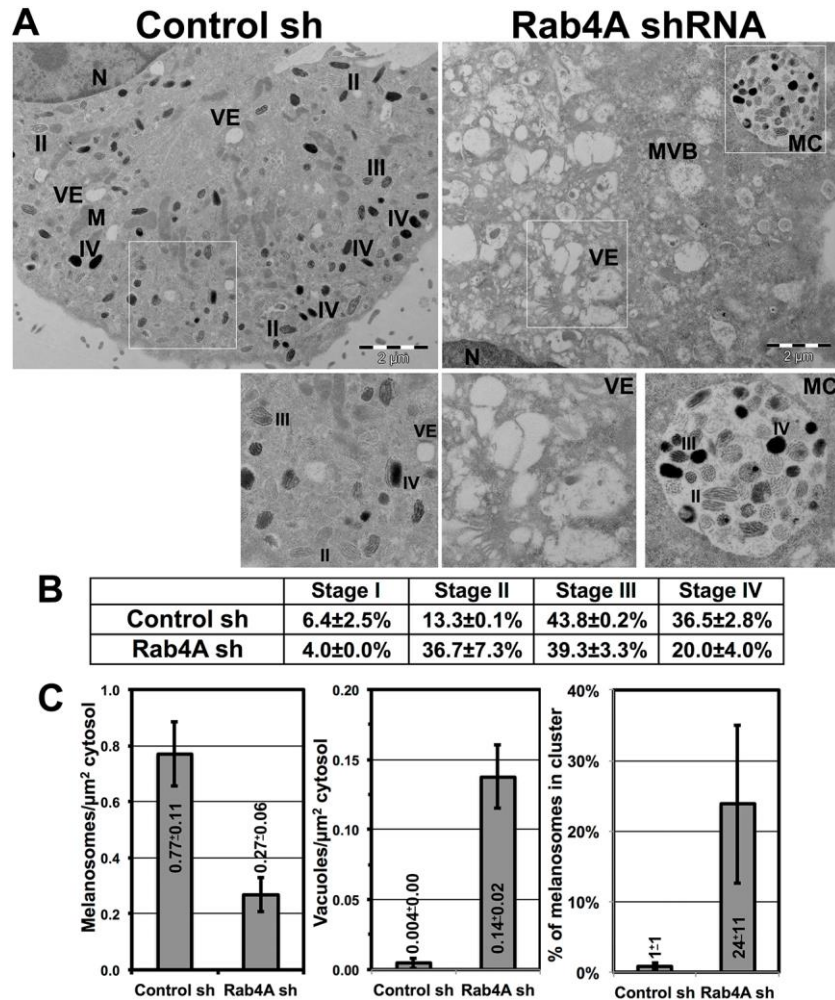 A Control sh Rab4A shRNA
N
II
VE
II
III
VE
M
IV
IV
IV
IV
II
2 µm
MC
MVB
VE
N
2 µm
III
VE
IV
II
VE
MC
IV
III
II
B
Stage I Stage II Stage III Stage IV
Control sh 6.4±2.5% 13.3±0.1% 43.8±0.2% 36.5±2.8%
Rab4A sh 4.0±0.0% 36.7±7.3% 39.3±3.3% 20.0±4.0%
C
Melanosomes/µm² cytosol
1.0
0.8
0.6
0.4
0.2
0.0
0.77±0.11
0.27±0.06
Control sh Rab4A sh
Vacuoles/µm² cytosol
0.20
0.15
0.10
0.05
0.00
0.004±0.00
0.14±0.02
Control sh Rab4A sh
% of melanosomes in cluster
40%
30%
20%
10%
0%
1±1
24±11
Control sh Rab4A sh